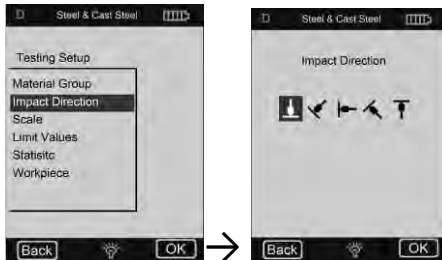 D Steel & Cast Steel
Testing Setup
Material Group
Impact Direction
Scale
Limit Values
Statisitc
Workpiece
Back OK
D Steel & Cast Steel
Impact Direction
Back OK